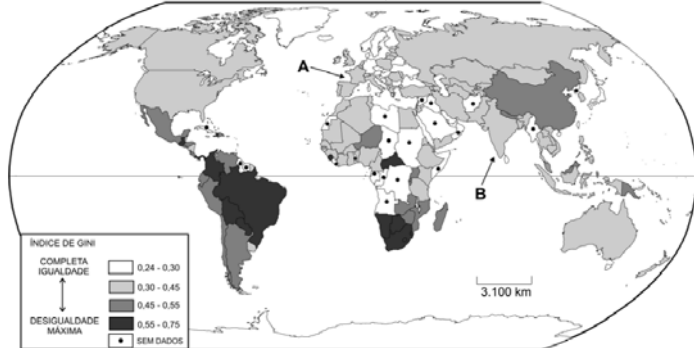 A
B
ÍNDICE DE GINI
COMPLETA
IGUALDADE
DESIGUALDADE
MÁXIMA
0,24 - 0,30
0,30 - 0,45
0,45 - 0,55
0,55 - 0,75
SEM DADOS
3.100 km